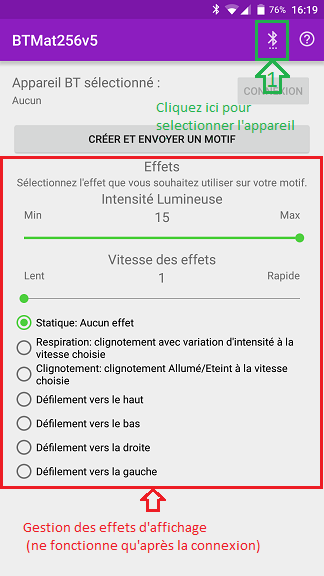 76% 16:19
BTMat256v5
Appareil BT sélectionné :
Aucun
CONNEXION
1
Cliquez ici pour
selectionner l'appareil
CRÉER ET ENVOYER UN MOTIF
Effets
Sélectionnez l'effet que vous souhaitez utiliser sur votre motif.
Intensité Lumineuse
Min 15 Max
Vitesse des effets
Lent 1 Rapide
Statique: Aucun effet
Respiration: clignotement avec variation d'intensité à la
vitesse choisie
Clignotement: clignotement Allumé/Eteint à la vitesse
choisie
Défilement vers le haut
Défilement vers le bas
Défilement vers la droite
Défilement vers la gauche
Gestion des effets d'affichage
(ne fonctionne qu'après la connexion)